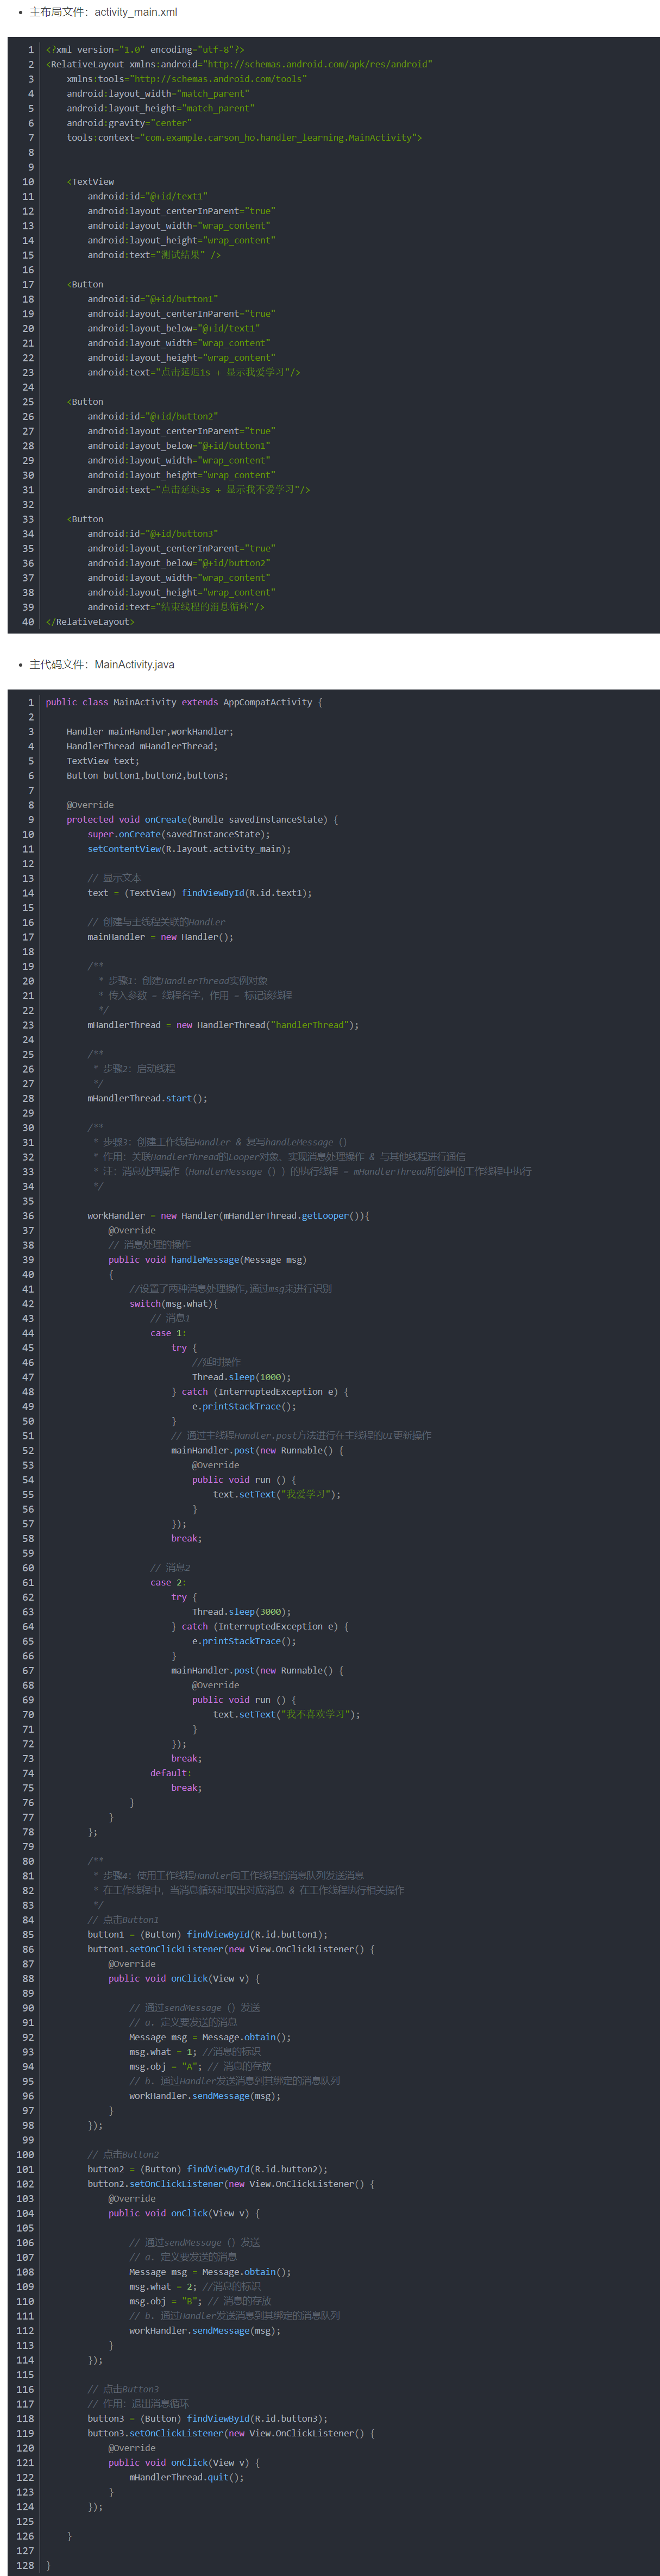 主布局文件：activity_main.xml
1 <?xml version="1.0" encoding="utf-8"?>
2 <RelativeLayout xmlns:android="http://schemas.android.com/apk/res/android"
3 xmlns:tools="http://schemas.android.com/tools"
4 android:layout_width="match_parent"
5 android:layout_height="match_parent"
6 android:gravity="center"
7 tools:context="com.example.carson_ho.handler_learning.MainActivity">
8
9
10 <TextView
11 android:id="@+id/text1"
12 android:layout_centerInParent="true"
13 android:layout_width="wrap_content"
14 android:layout_height="wrap_content"
15 android:text="测试结果" />
16
17 <Button
18 android:id="@+id/button1"
19 android:layout_centerInParent="true"
20 android:layout_below="@+id/text1"
21 android:layout_width="wrap_content"
22 android:layout_height="wrap_content"
23 android:text="点击延迟1s + 显示我爱学习"/>
24
25 <Button
26 android:id="@+id/button2"
27 android:layout_centerInParent="true"
28 android:layout_below="@+id/button1"
29 android:layout_width="wrap_content"
30 android:layout_height="wrap_content"
31 android:text="点击延迟3s + 显示我不爱学习"/>
32
33 <Button
34 android:id="@+id/button3"
35 android:layout_centerInParent="true"
36 android:layout_below="@+id/button2"
37 android:layout_width="wrap_content"
38 android:layout_height="wrap_content"
39 android:text="结束线程的消息循环"/>
40 </RelativeLayout>
主代码文件：MainActivity.java
1 public class MainActivity extends AppCompatActivity {
2
3 Handler mainHandler,workHandler;
4 HandlerThread mHandlerThread;
5 TextView text;
6 Button button1,button2,button3;
7
8 @Override
9 protected void onCreate(Bundle savedInstanceState) {
10 super.onCreate(savedInstanceState);
11 setContentView(R.layout.activity_main);
12
13 // 显示文本
14 text = (TextView) findViewById(R.id.text1);
15
16 // 创建与主线程关联的Handler
17 mainHandler = new Handler();
18
19 /**
20 * 步骤1：创建HandlerThread实例对象
21 * 传入参数 = 线程名字，作用 = 标记该线程
22 */
23 mHandlerThread = new HandlerThread("handlerThread");
24
25 /**
26 * 步骤2：启动线程
27 */
28 mHandlerThread.start();
29
30 /**
31 * 步骤3：创建工作线程Handler & 复写handleMessage（）
32 * 作用：关联HandlerThread的Looper对象、实现消息处理操作 & 与其他线程进行通信
33 * 注：消息处理操作（HandlerMessage（））的执行线程 = mHandlerThread所创建的工作线程中执行
34 */
35
36 workHandler = new Handler(mHandlerThread.getLooper()){
37 @Override
38 // 消息处理的操作
39 public void handleMessage(Message msg)
40 {
41 //设置了两种消息处理操作,通过msg来进行识别
42 switch(msg.what){
43 // 消息1
44 case 1:
45 try {
46 //延时操作
47 Thread.sleep(1000);
48 } catch (InterruptedException e) {
49 e.printStackTrace();
50 }
51 // 通过主线程Handler.post方法进行在主线程的UI更新操作
52 mainHandler.post(new Runnable() {
53 @Override
54 public void run () {
55 text.setText("我爱学习");
56 }
57 });
58 break;
59
60 // 消息2
61 case 2:
62 try {
63 Thread.sleep(3000);
64 } catch (InterruptedException e) {
65 e.printStackTrace();
66 }
67 mainHandler.post(new Runnable() {
68 @Override
69 public void run () {
70 text.setText("我不喜欢学习");
71 }
72 });
73 break;
74 default:
75 break;
76 }
77 }
78 };
79
80 /**
81 * 步骤4：使用工作线程Handler向工作线程的消息队列发送消息
82 * 在工作线程中，当消息循环时取出对应消息 & 在工作线程执行相关操作
83 */
84 // 点击Button1
85 button1 = (Button) findViewById(R.id.button1);
86 button1.setOnClickListener(new View.OnClickListener() {
87 @Override
88 public void onClick(View v) {
89
90 // 通过sendMessage（）发送
91 // a. 定义要发送的消息
92 Message msg = Message.obtain();
93 msg.what = 1; //消息的标识
94 msg.obj = "A"; // 消息的存放
95 // b. 通过Handler发送消息到其绑定的消息队列
96 workHandler.sendMessage(msg);
97 }
98 });
99
100 // 点击Button2
101 button2 = (Button) findViewById(R.id.button2);
102 button2.setOnClickListener(new View.OnClickListener() {
103 @Override
104 public void onClick(View v) {
105
106 // 通过sendMessage（）发送
107 // a. 定义要发送的消息
108 Message msg = Message.obtain();
109 msg.what = 2; //消息的标识
110 msg.obj = "B"; // 消息的存放
111 // b. 通过Handler发送消息到其绑定的消息队列
112 workHandler.sendMessage(msg);
113 }
114 });
115
116 // 点击Button3
117 // 作用：退出消息循环
118 button3 = (Button) findViewById(R.id.button3);
119 button3.setOnClickListener(new View.OnClickListener() {
120 @Override
121 public void onClick(View v) {
122 mHandlerThread.quit();
123 }
124 });
125
126 }
127
128 }